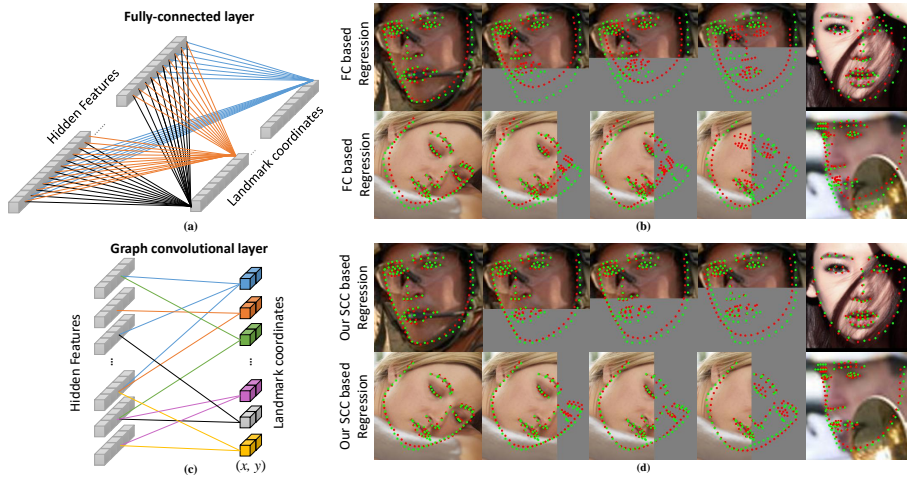 Fully-connected layer
Hidden Features
......
Landmark coordinates
......
(a)
FC based
Regression
FC based
Regression
(b)
Graph convolutional layer
Hidden Features
...
...
Landmark coordinates
(x, y)
(c)
Our SCC based
Regression
Our SCC based
Regression
(d)